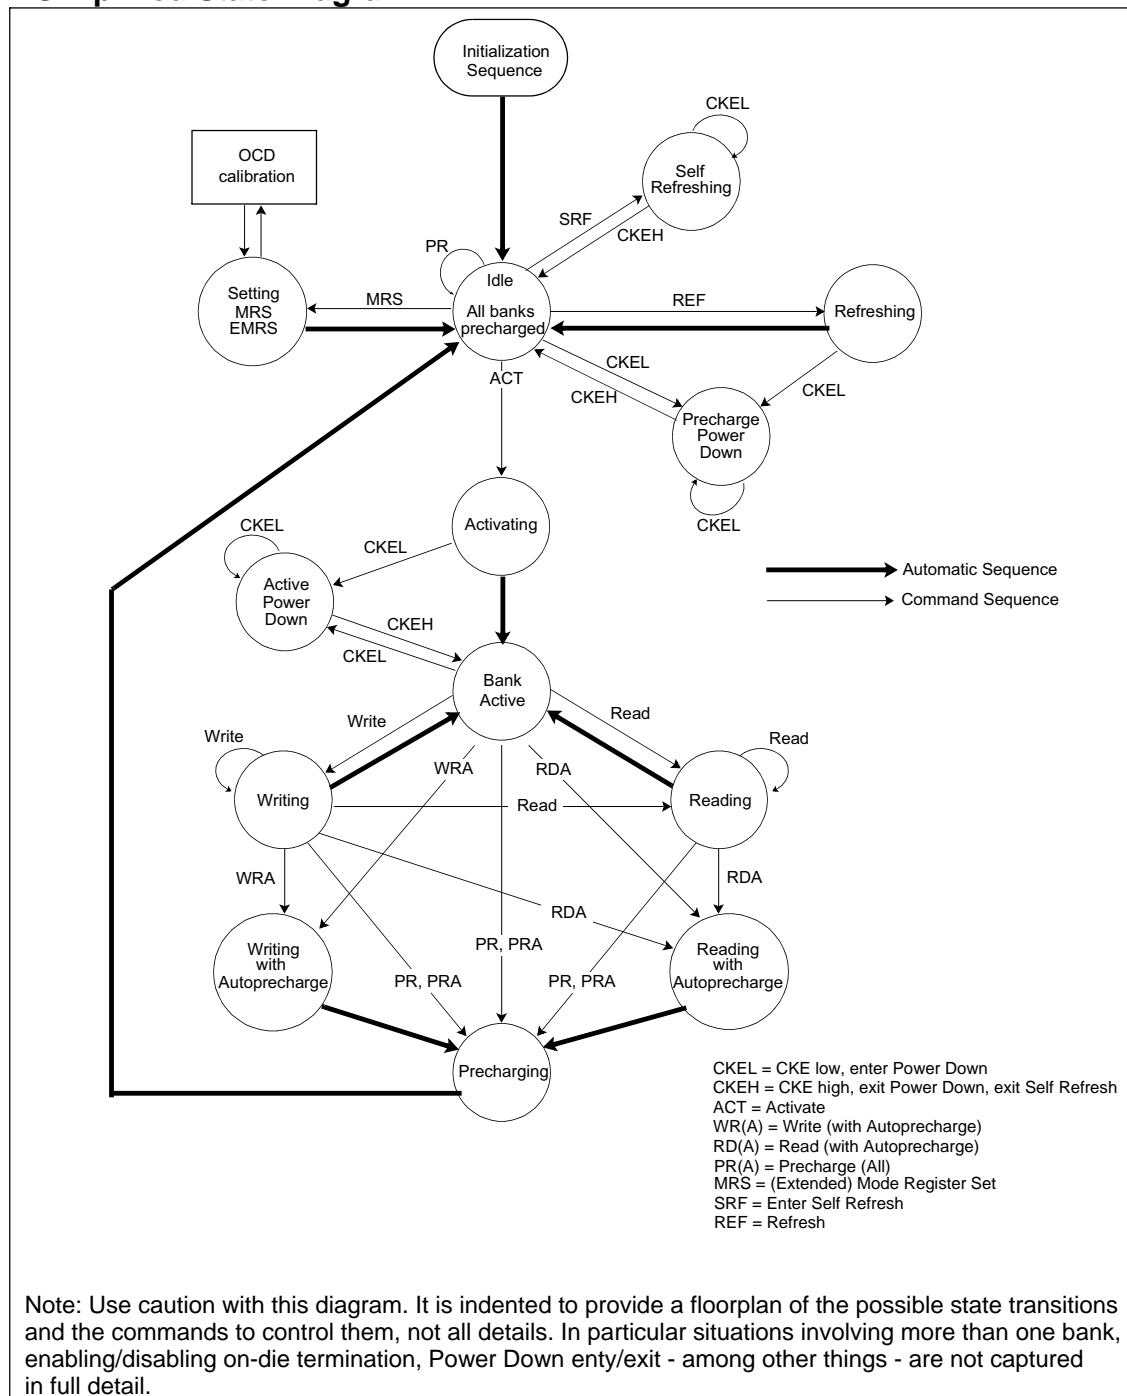 Initialization
Sequence
CKEL
OCD
calibration
Self
Refreshing
SRF
CKEH
PR
Idle
Setting
MRS
EMRS
MRS
All banks
precharged
REF
Refreshing
CKEL
CKEH
CKEL
ACT
Precharge
Power
Down
CKEL
Activating
CKEL
CKEL
Active
Power
Down
Automatic Sequence
Command Sequence
CKEH
CKEL
Bank
Active
Write
Read
Write
Read
WRA
RDA
Writing
Read
Reading
WRA
RDA
RDA
Writing
with
Autoprecharge
PR, PRA
Reading
with
Autoprecharge
PR, PRA
PR, PRA
Precharging
CKEL = CKE low, enter Power Down
CKEH = CKE high, exit Power Down, exit Self Refresh
ACT = Activate
WR(A) = Write (with Autoprecharge)
RD(A) = Read (with Autoprecharge)
PR(A) = Precharge (All)
MRS = (Extended) Mode Register Set
SRF = Enter Self Refresh
REF = Refresh
Note: Use caution with this diagram. It is indented to provide a floorplan of the possible state transitions
and the commands to control them, not all details. In particular situations involving more than one bank,
enabling/disabling on-die termination, Power Down enty/exit - among other things - are not captured
in full detail.